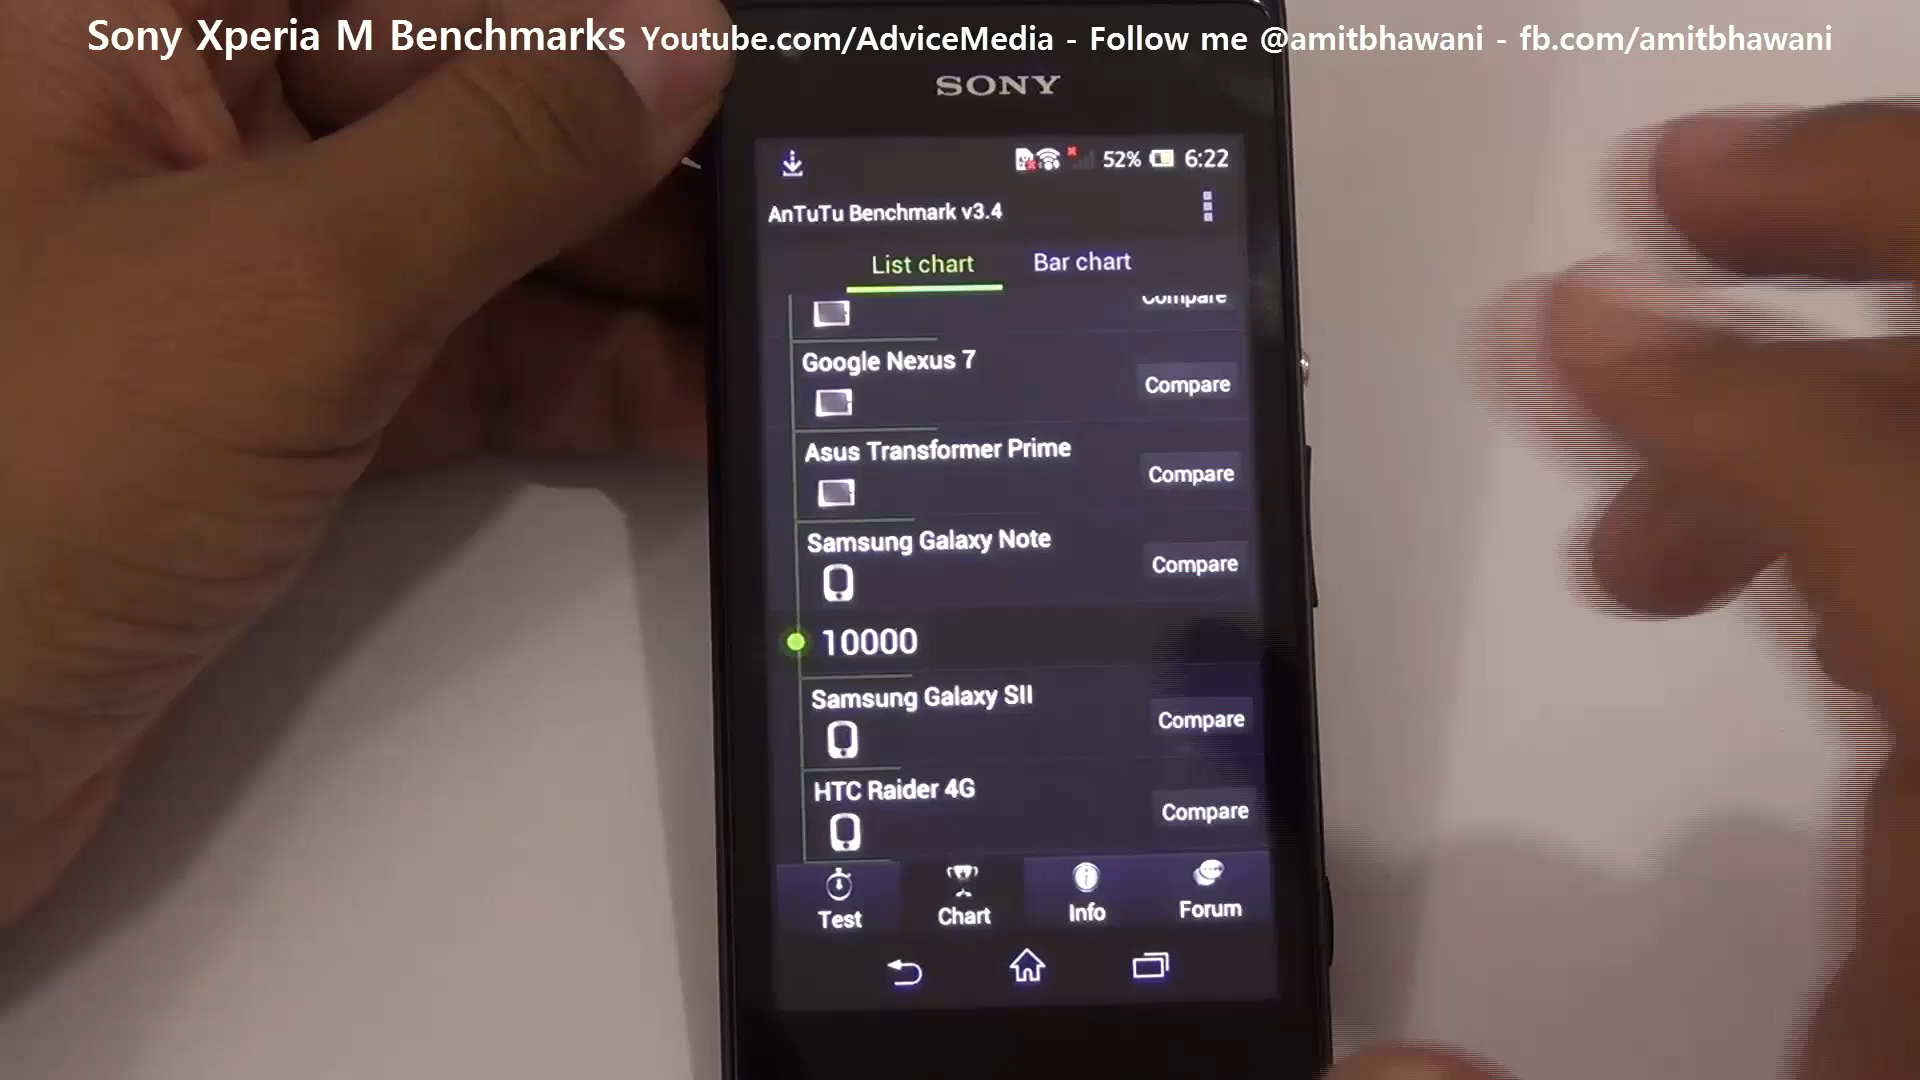 Sony Xperia M Benchmarks Youtube.com/AdviceMedia - Follow me @amitbhawani - fb.com/amitbhawani
SONY
52% 6:22
AnTuTu Benchmark v3.4
List chart Bar chart
Compare
Google Nexus 7
Compare
Asus Transformer Prime
Compare
Samsung Galaxy Note
Compare
10000
Samsung Galaxy SII
Compare
HTC Raider 4G
Compare
Test Chart Info Forum